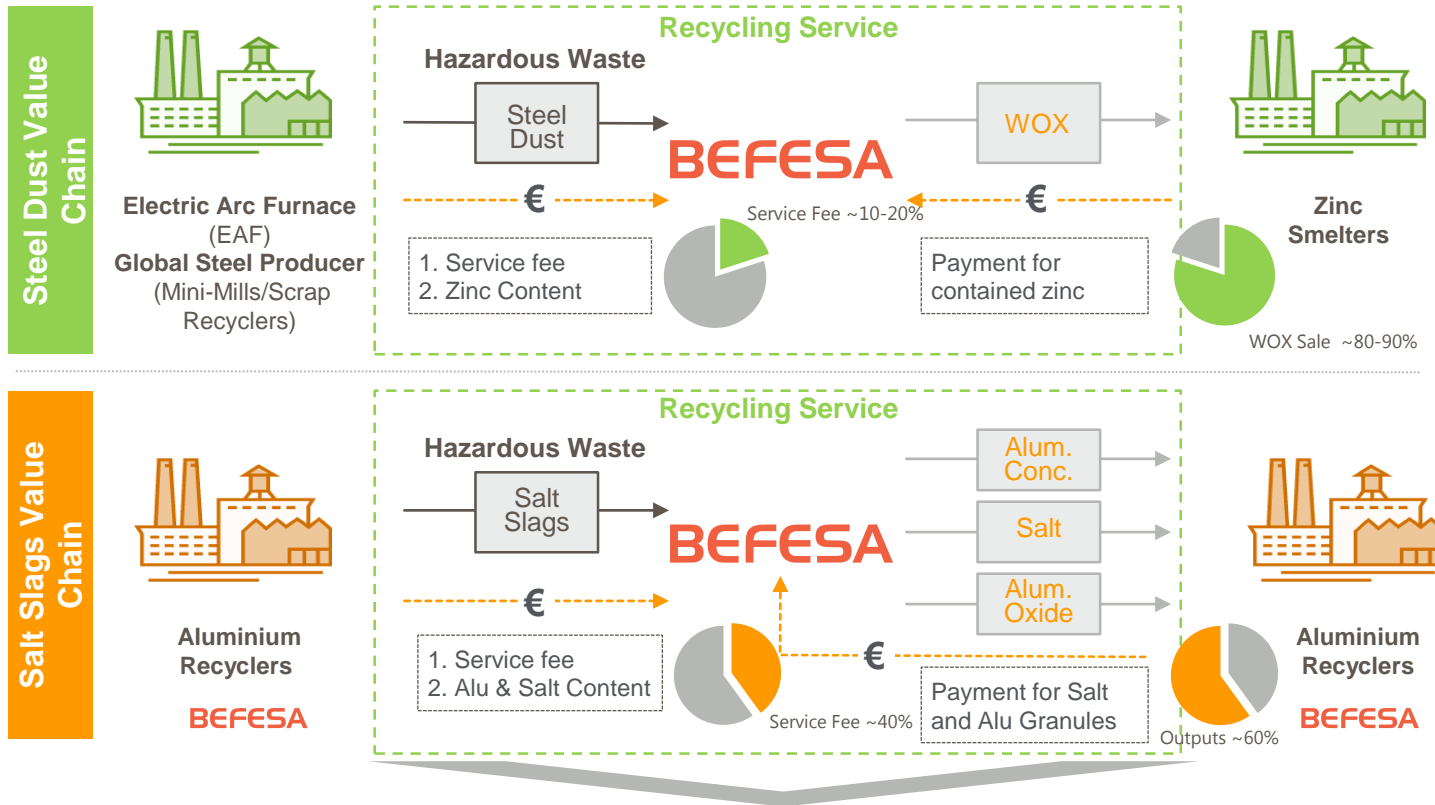 Steel Dust Value
Chain
Recycling Service
Hazardous Waste
Steel
Dust
BEFESA
WOX
€
€
Service Fee ~10-20%
Electric Arc Furnace
(EAF)
Global Steel Producer
(Mini-Mills/Scrap
Recyclers)
1. Service fee
2. Zinc Content
Payment for
contained zinc
Zinc
Smelters
WOX Sale ~80-90%
Salt Slags Value
Chain
Recycling Service
Hazardous Waste
Salt
Slags
BEFESA
Alum.
Conc.
Salt
Alum.
Oxide
€
€
Aluminium
Recyclers
BEFESA
1. Service fee
2. Alu & Salt Content
Service Fee ~40%
Payment for Salt
and Alu Granules
Outputs ~60%
Aluminium
Recyclers
BEFESA